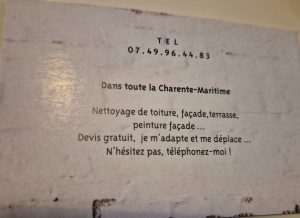 TEL
07.49.96.44.83
Dans toute la Charente-Maritime
Nettoyage de toiture, façade,terrasse,
peinture façade ...
Devis gratuit, je m'adapte et me déplace ...
N'hésitez pas, téléphonez-moi !